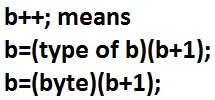 b++; means
b=(type of b)(b+1);
b=(byte)(b+1);